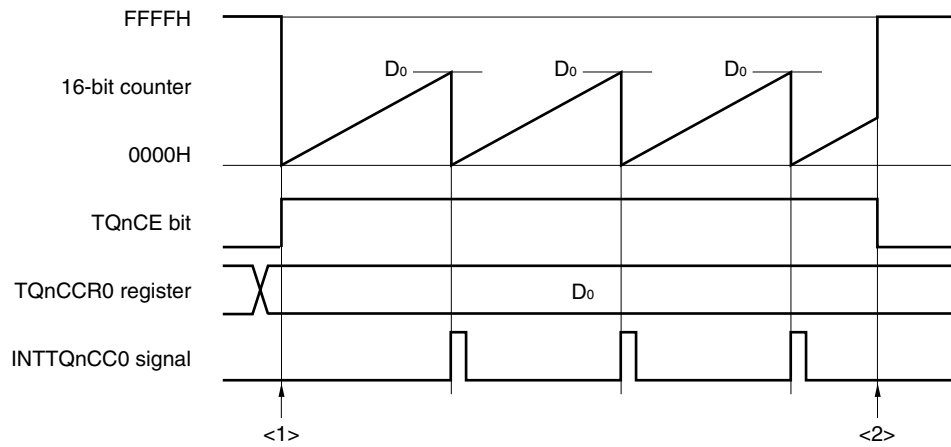 FFFFH
D0 D0 D0
16-bit counter
0000H
TQnCE bit
TQnCCR0 register D0
INTTQnCC0 signal
<1> <2>